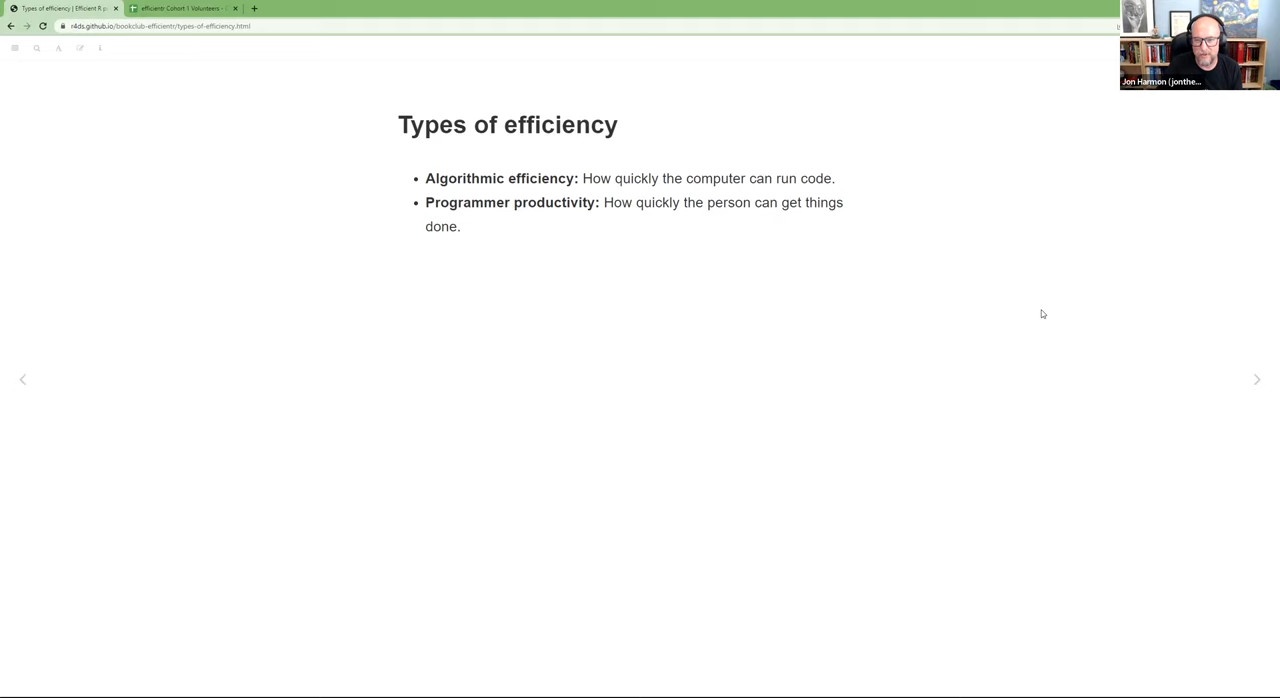 Types of efficiency | Efficient R p
efficientr Cohort 1 Volunteers -
r4ds.github.io/bookclub-efficientr/types-of-efficiency.html
Jon Harmon (jonthe...
Types of efficiency
• Algorithmic efficiency: How quickly the computer can run code.
• Programmer productivity: How quickly the person can get things
done.